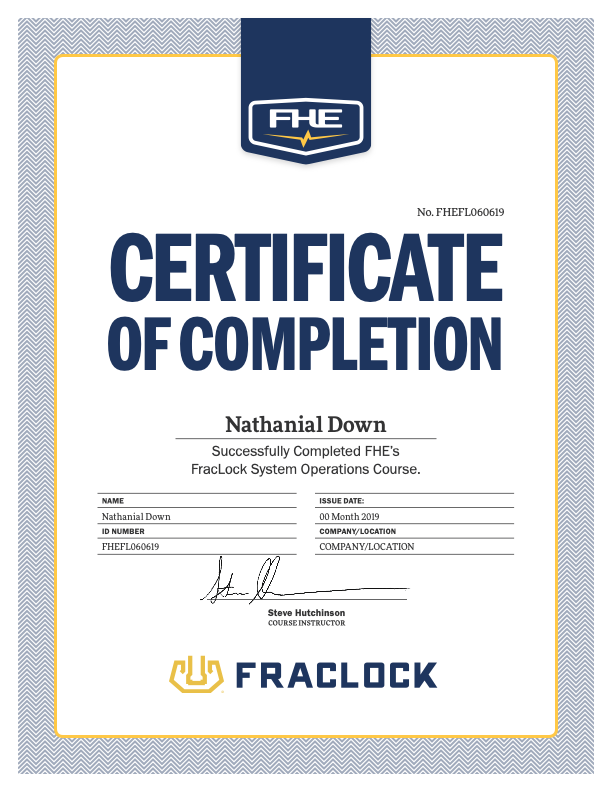 FHE
No. FHEFL060619
CERTIFICATE
OF COMPLETION
Nathanial Down
Successfully Completed FHE's
FracLock System Operations Course.
NAME
Nathanial Down
ID NUMBER
FHEFL060619
ISSUE DATE:
00 Month 2019
COMPANY/LOCATION
COMPANY/LOCATION
Steve Hutchinson
COURSE INSTRUCTOR
FRACLOCK